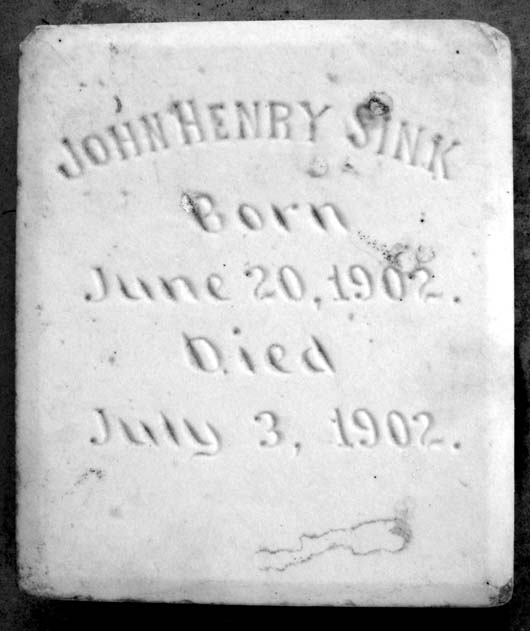 JOHN HENRY SINK
Born
June 20, 1902.
Died
July 3, 1902.